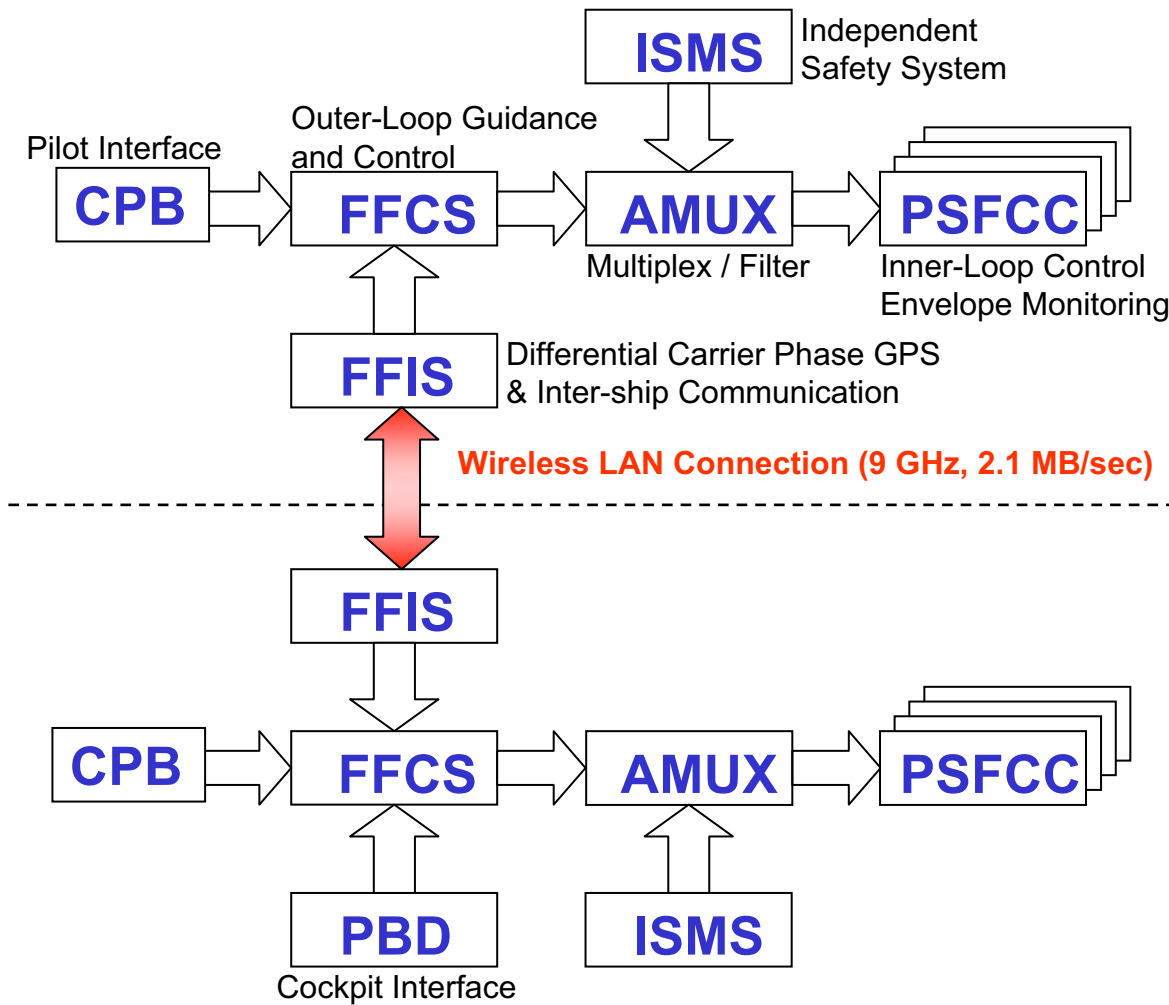 ISMS
Independent
Safety System
Outer-Loop Guidance
and Control
Pilot Interface
CPB
FFCS
AMUX
PSFCC
Multiplex / Filter
Inner-Loop Control
Envelope Monitoring
FFIS
Differential Carrier Phase GPS
& Inter-ship Communication
Wireless LAN Connection (9 GHz, 2.1 MB/sec)
FFIS
CPB
FFCS
AMUX
PSFCC
PBD
ISMS
Cockpit Interface